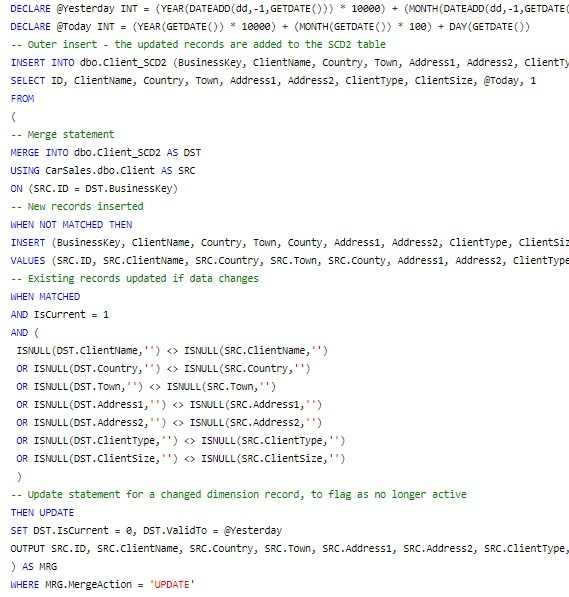 DECLARE @Yesterday INT = (YEAR(DATEADD(dd,-1,GETDATE())) * 10000) + (MONTH(DATEADD(dd,-1,GETDATE(
DECLARE @Today INT = (YEAR(GETDATE()) * 10000) + (MONTH(GETDATE()) * 100) + DAY(GETDATE())
-- Outer insert - the updated records are added to the SCD2 table
INSERT INTO dbo.Client_SCD2 (BusinessKey, ClientName, Country, Town, Address1, Address2, ClientTy
SELECT ID, ClientName, Country, Town, Address1, Address2, ClientType, ClientSize, @Today, 1
FROM
(
-- Merge statement
MERGE INTO dbo.Client_SCD2 AS DST
USING CarSales.dbo.Client AS SRC
ON (SRC.ID = DST.BusinessKey)
-- New records inserted
WHEN NOT MATCHED THEN
INSERT (BusinessKey, ClientName, Country, Town, County, Address1, Address2, ClientType, ClientSiz
VALUES (SRC.ID, SRC.ClientName, SRC.Country, SRC.Town, SRC.County, Address1, Address2, ClientType
-- Existing records updated if data changes
WHEN MATCHED
AND IsCurrent = 1
AND (
ISNULL(DST.ClientName,'') <> ISNULL(SRC.ClientName,'')
OR ISNULL(DST.Country,'') <> ISNULL(SRC.Country,'')
OR ISNULL(DST.Town,'') <> ISNULL(SRC.Town,'')
OR ISNULL(DST.Address1,'') <> ISNULL(SRC.Address1,'')
OR ISNULL(DST.Address2,'') <> ISNULL(SRC.Address2,'')
OR ISNULL(DST.ClientType,'') <> ISNULL(SRC.ClientType,'')
OR ISNULL(DST.ClientSize,'') <> ISNULL(SRC.ClientSize,'')
)
-- Update statement for a changed dimension record, to flag as no longer active
THEN UPDATE
SET DST.IsCurrent = 0, DST.ValidTo = @Yesterday
OUTPUT SRC.ID, SRC.ClientName, SRC.Country, SRC.Town, SRC.Address1, SRC.Address2, SRC.ClientType,
) AS MRG
WHERE MRG.MergeAction = 'UPDATE'